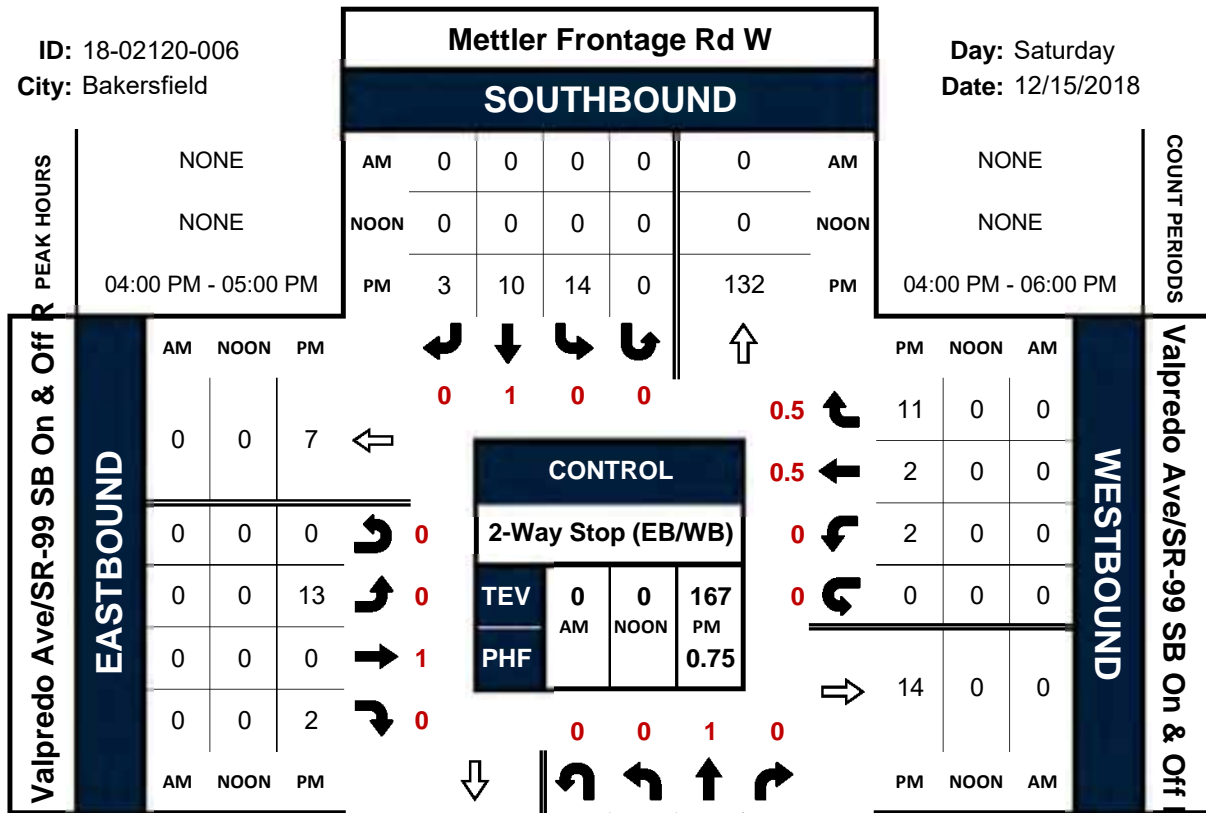 ID: 18-02120-006
City: Bakersfield
Mettler Frontage Rd W
Day: Saturday
Date: 12/15/2018
SOUTHBOUND
PEAK HOURS
NONE
NONE
04:00 PM - 05:00 PM
AM 0 0 0 0 0 AM
NOON 0 0 0 0 0 NOON
PM 3 10 14 0 132 PM
NONE
NONE
04:00 PM - 06:00 PM
COUNT PERIODS
0 1 0 0
Valpredo Ave/SR-99 SB On & Off R
EASTBOUND
AM NOON PM
0 0 7
0 0 0 0
0 0 13 0
0 0 0 1
0 0 2 0
AM NOON PM
CONTROL
2-Way Stop (EB/WB)
TEV 0 0 167
AM NOON PM
PHF 0.75
PM NOON AM
0.5 11 0 0
0.5 2 0 0
0 2 0 0
0 0 0 0
14 0 0
PM NOON AM
WESTBOUND
Valpredo Ave/SR-99 SB On & Off
0 0 1 0